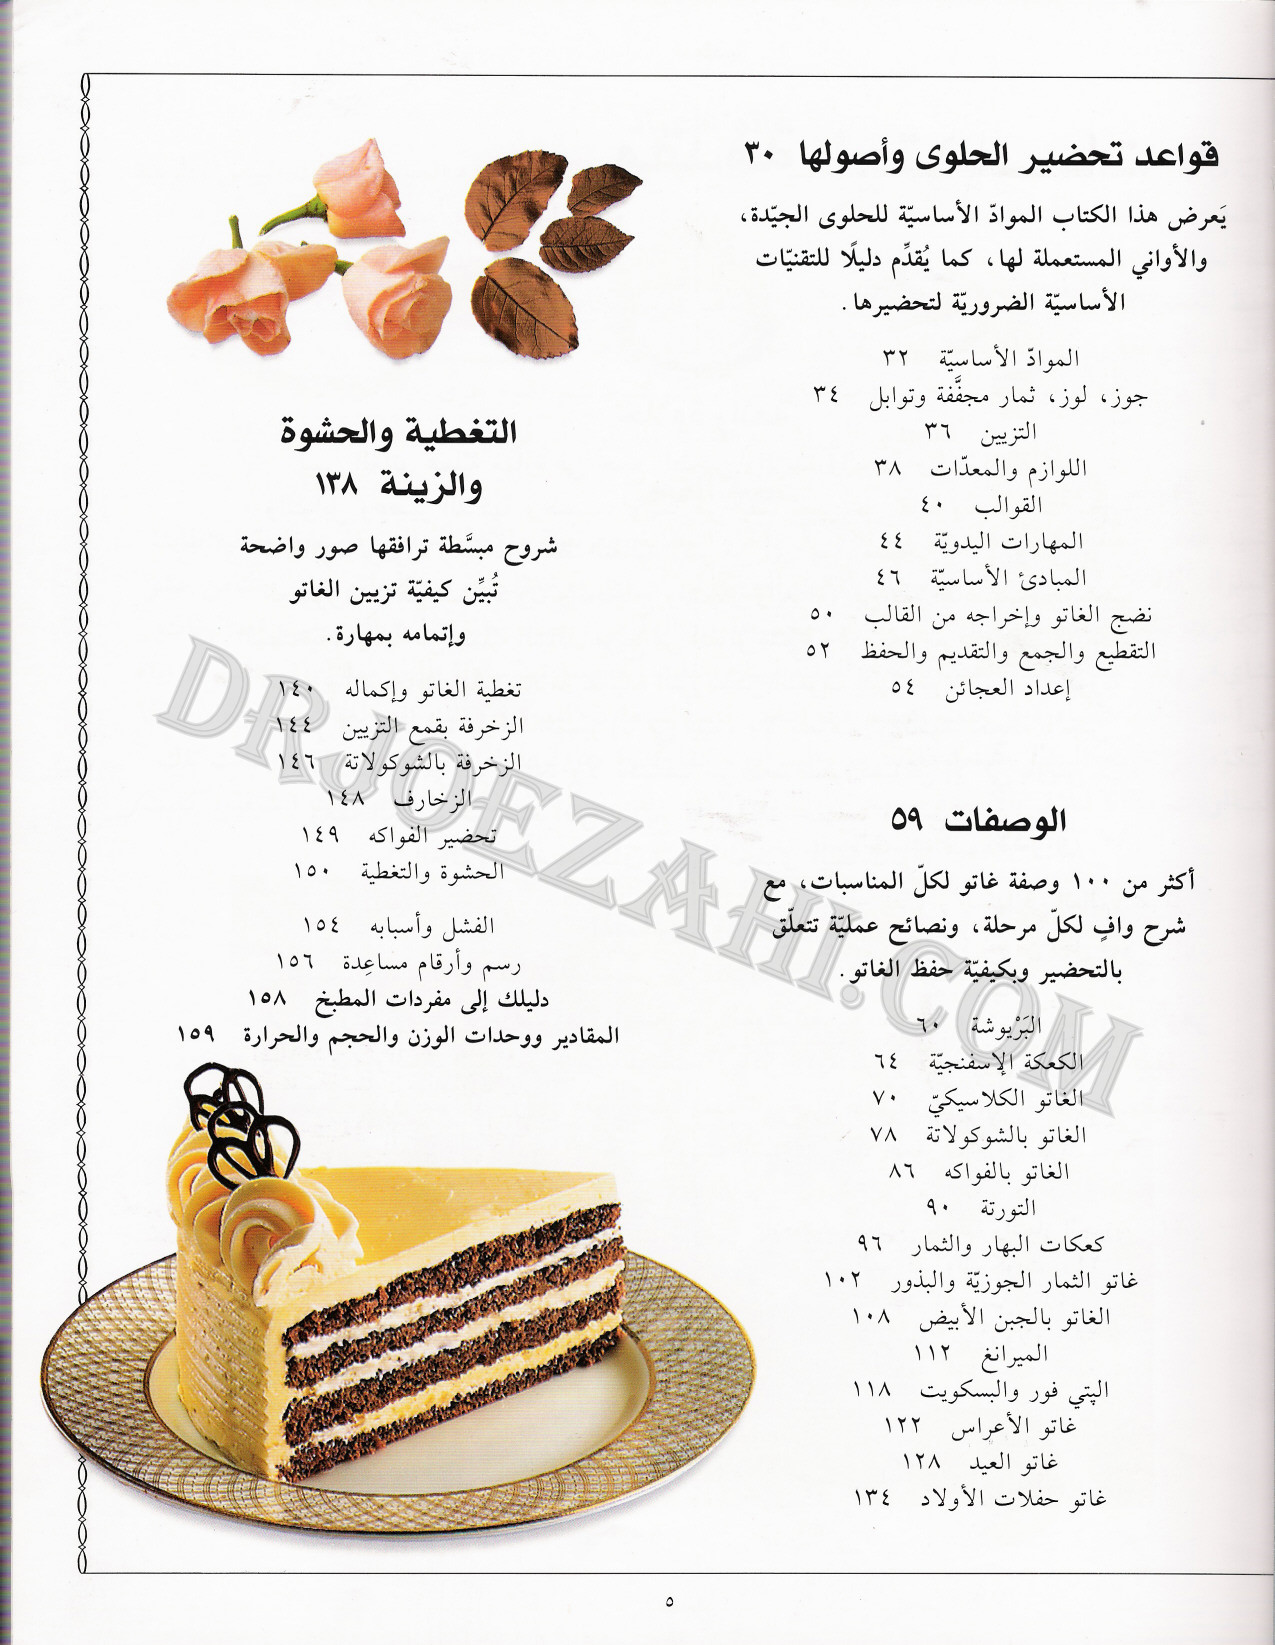 قواعد تحضير الحلوى وأصولها ٣٠
يَعرض هذا الكتاب الموادّ الأساسيّة للحلوى الجيّدة،
والأواني المستعملة لها، كما يُقدِّم دليلًا للتقنيّات
الأساسيّة الضروريّة لتحضيرها.
الموادّ الأساسيّة ٣٢
جوز، لوز، ثمار مجفَّفة وتوابل ٣٤
التزيين ٣٦
اللوازم والمعدّات ٣٨
القوالب ٤٠
المهارات اليدويّة ٤٤
المبادئ الأساسيّة ٤٦
نضج الغاتو وإخراجه من القالب ٥٠
التقطيع والجمع والتقديم والحفظ ٥٢
إعداد العجائن ٥٤
الوصفات ٥٩
أكثر من ١٠٠ وصفة غاتو لكلّ المناسبات، مع
شرح وافٍ لكلّ مرحلة، ونصائح عمليّة تتعلّق
بالتحضير وبكيفيّة حفظ الغاتو.
البَرْيوشة ٦٠
الكعكة الإسفنجيّة ٦٤
الغاتو الكلاسيكيّ ٧٠
الغاتو بالشوكولاتة ٧٨
الغاتو بالفواكه ٨٦
التورتة ٩٠
كعكات البهار والثمار ٩٦
غاتو الثمار الجوزيّة والبذور ١٠٢
الغاتو بالجبن الأبيض ١٠٨
الميرانغ ١١٢
الپتي فور والبسكويت ١١٨
غاتو الأعراس ١٢٢
غاتو العيد ١٢٨
غاتو حفلات الأولاد ١٣٤
التغطية والحشوة
والزينة ١٣٨
شروح مبسَّطة ترافقها صور واضحة
تُبيِّن كيفيّة تزيين الغاتو
وإتمامه بمهارة.
تغطية الغاتو وإكماله ١٤٠
الزخرفة بقمع التزيين ١٤٤
الزخرفة بالشوكولاتة ١٤٦
الزخارف ١٤٨
تحضير الفواكه ١٤٩
الحشوة والتغطية ١٥٠
الفشل وأسبابه ١٥٤
رسم وأرقام مساعِدة ١٥٦
دليلك إلى مفردات المطبخ ١٥٨
المقادير ووحدات الوزن والحجم والحرارة ١٥٩
DRJOEZAHI.COM
٥